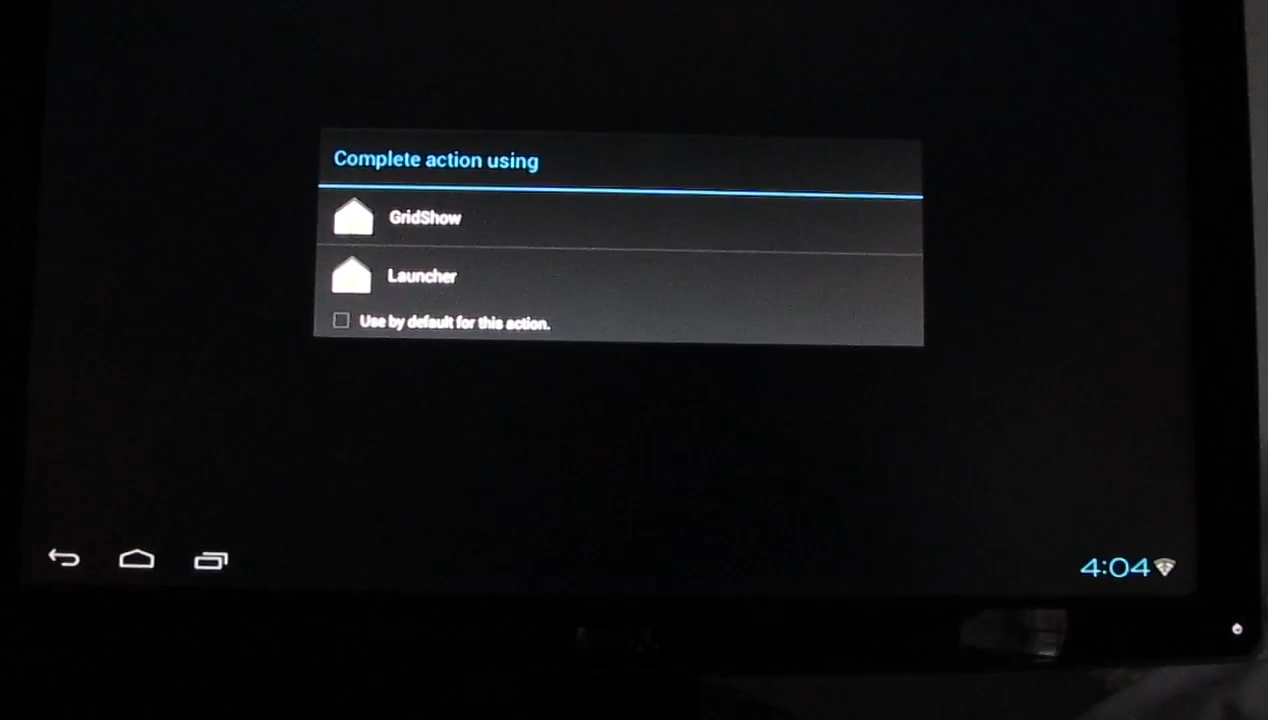 Complete action using
GridShow
Launcher
Use by default for this action.
4:04